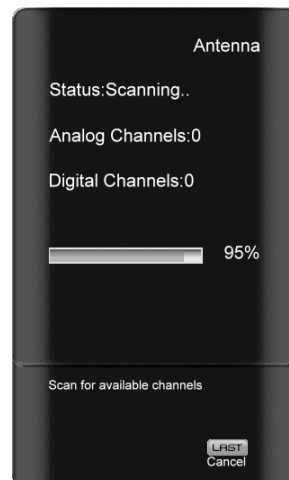 Antenna
Status:Scanning..
Analog Channels:0
Digital Channels:0
95%
Scan for available channels
LAST
Cancel